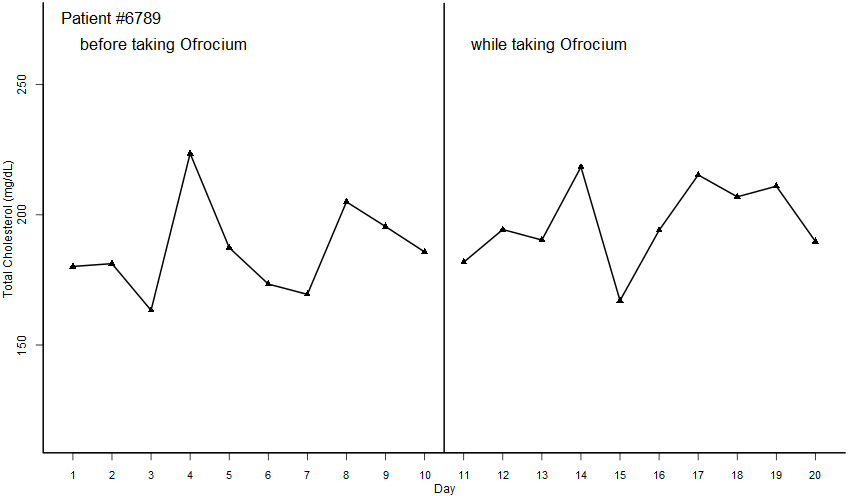 Patient #6789
before taking Ofrocium
while taking Ofrocium
Total Cholesterol (mg/dL)
250
200
150
1 2 3 4 5 6 7 8 9 10 11 12 13 14 15 16 17 18 19 20
Day